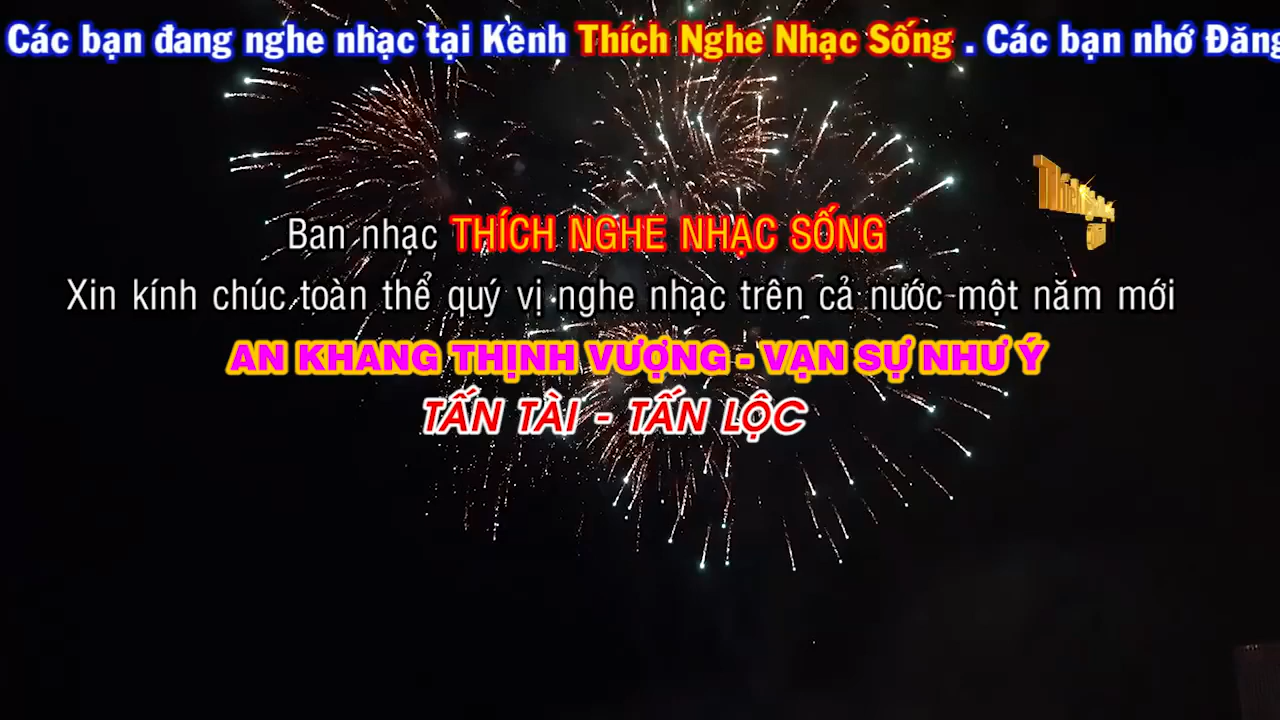 Các bạn đang nghe nhạc tại Kênh Thích Nghe Nhạc Sống . Các bạn nhớ Đăng
Ban nhạc THÍCH NGHE NHẠC SỐNG
Xin kính chúc toàn thể quý vị nghe nhạc trên cả nước một năm mới
AN KHANG THỊNH VƯỢNG - VẠN SỰ NHƯ Ý
TẤN TÀI - TẤN LỘC